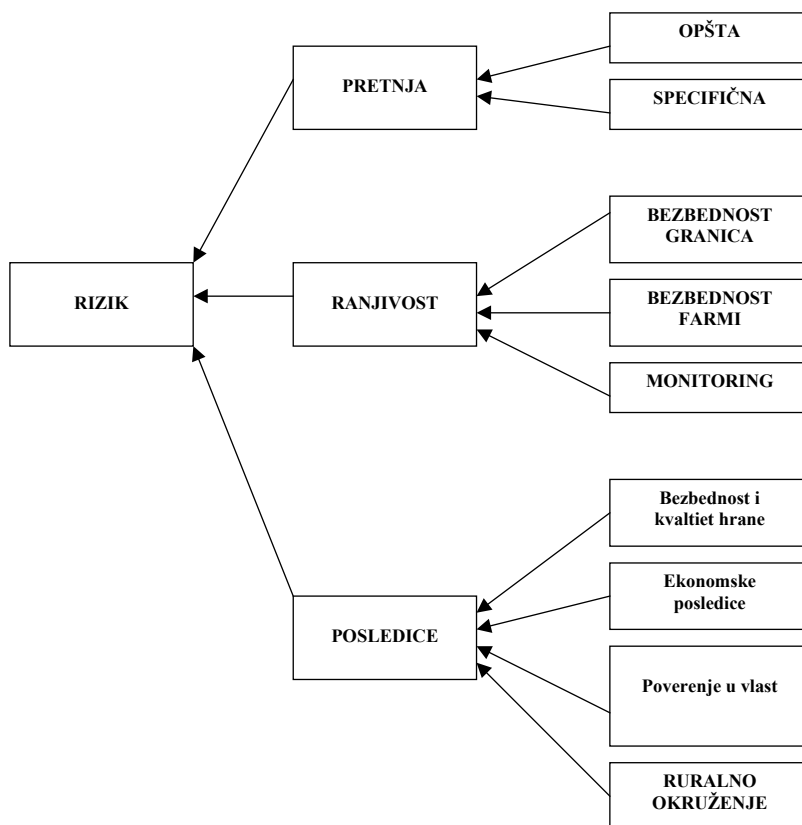 OPŠTA
PRETNJA
SPECIFIČNA
BEZBEDNOST
GRANICA
RIZIK
RANJIVOST
BEZBEDNOST
FARMI
MONITORING
Bezbednost i
kvaltiet hrane
Ekonomske
posledice
POSLEDICE
Poverenje u vlast
RURALNO
OKRUŽENJE